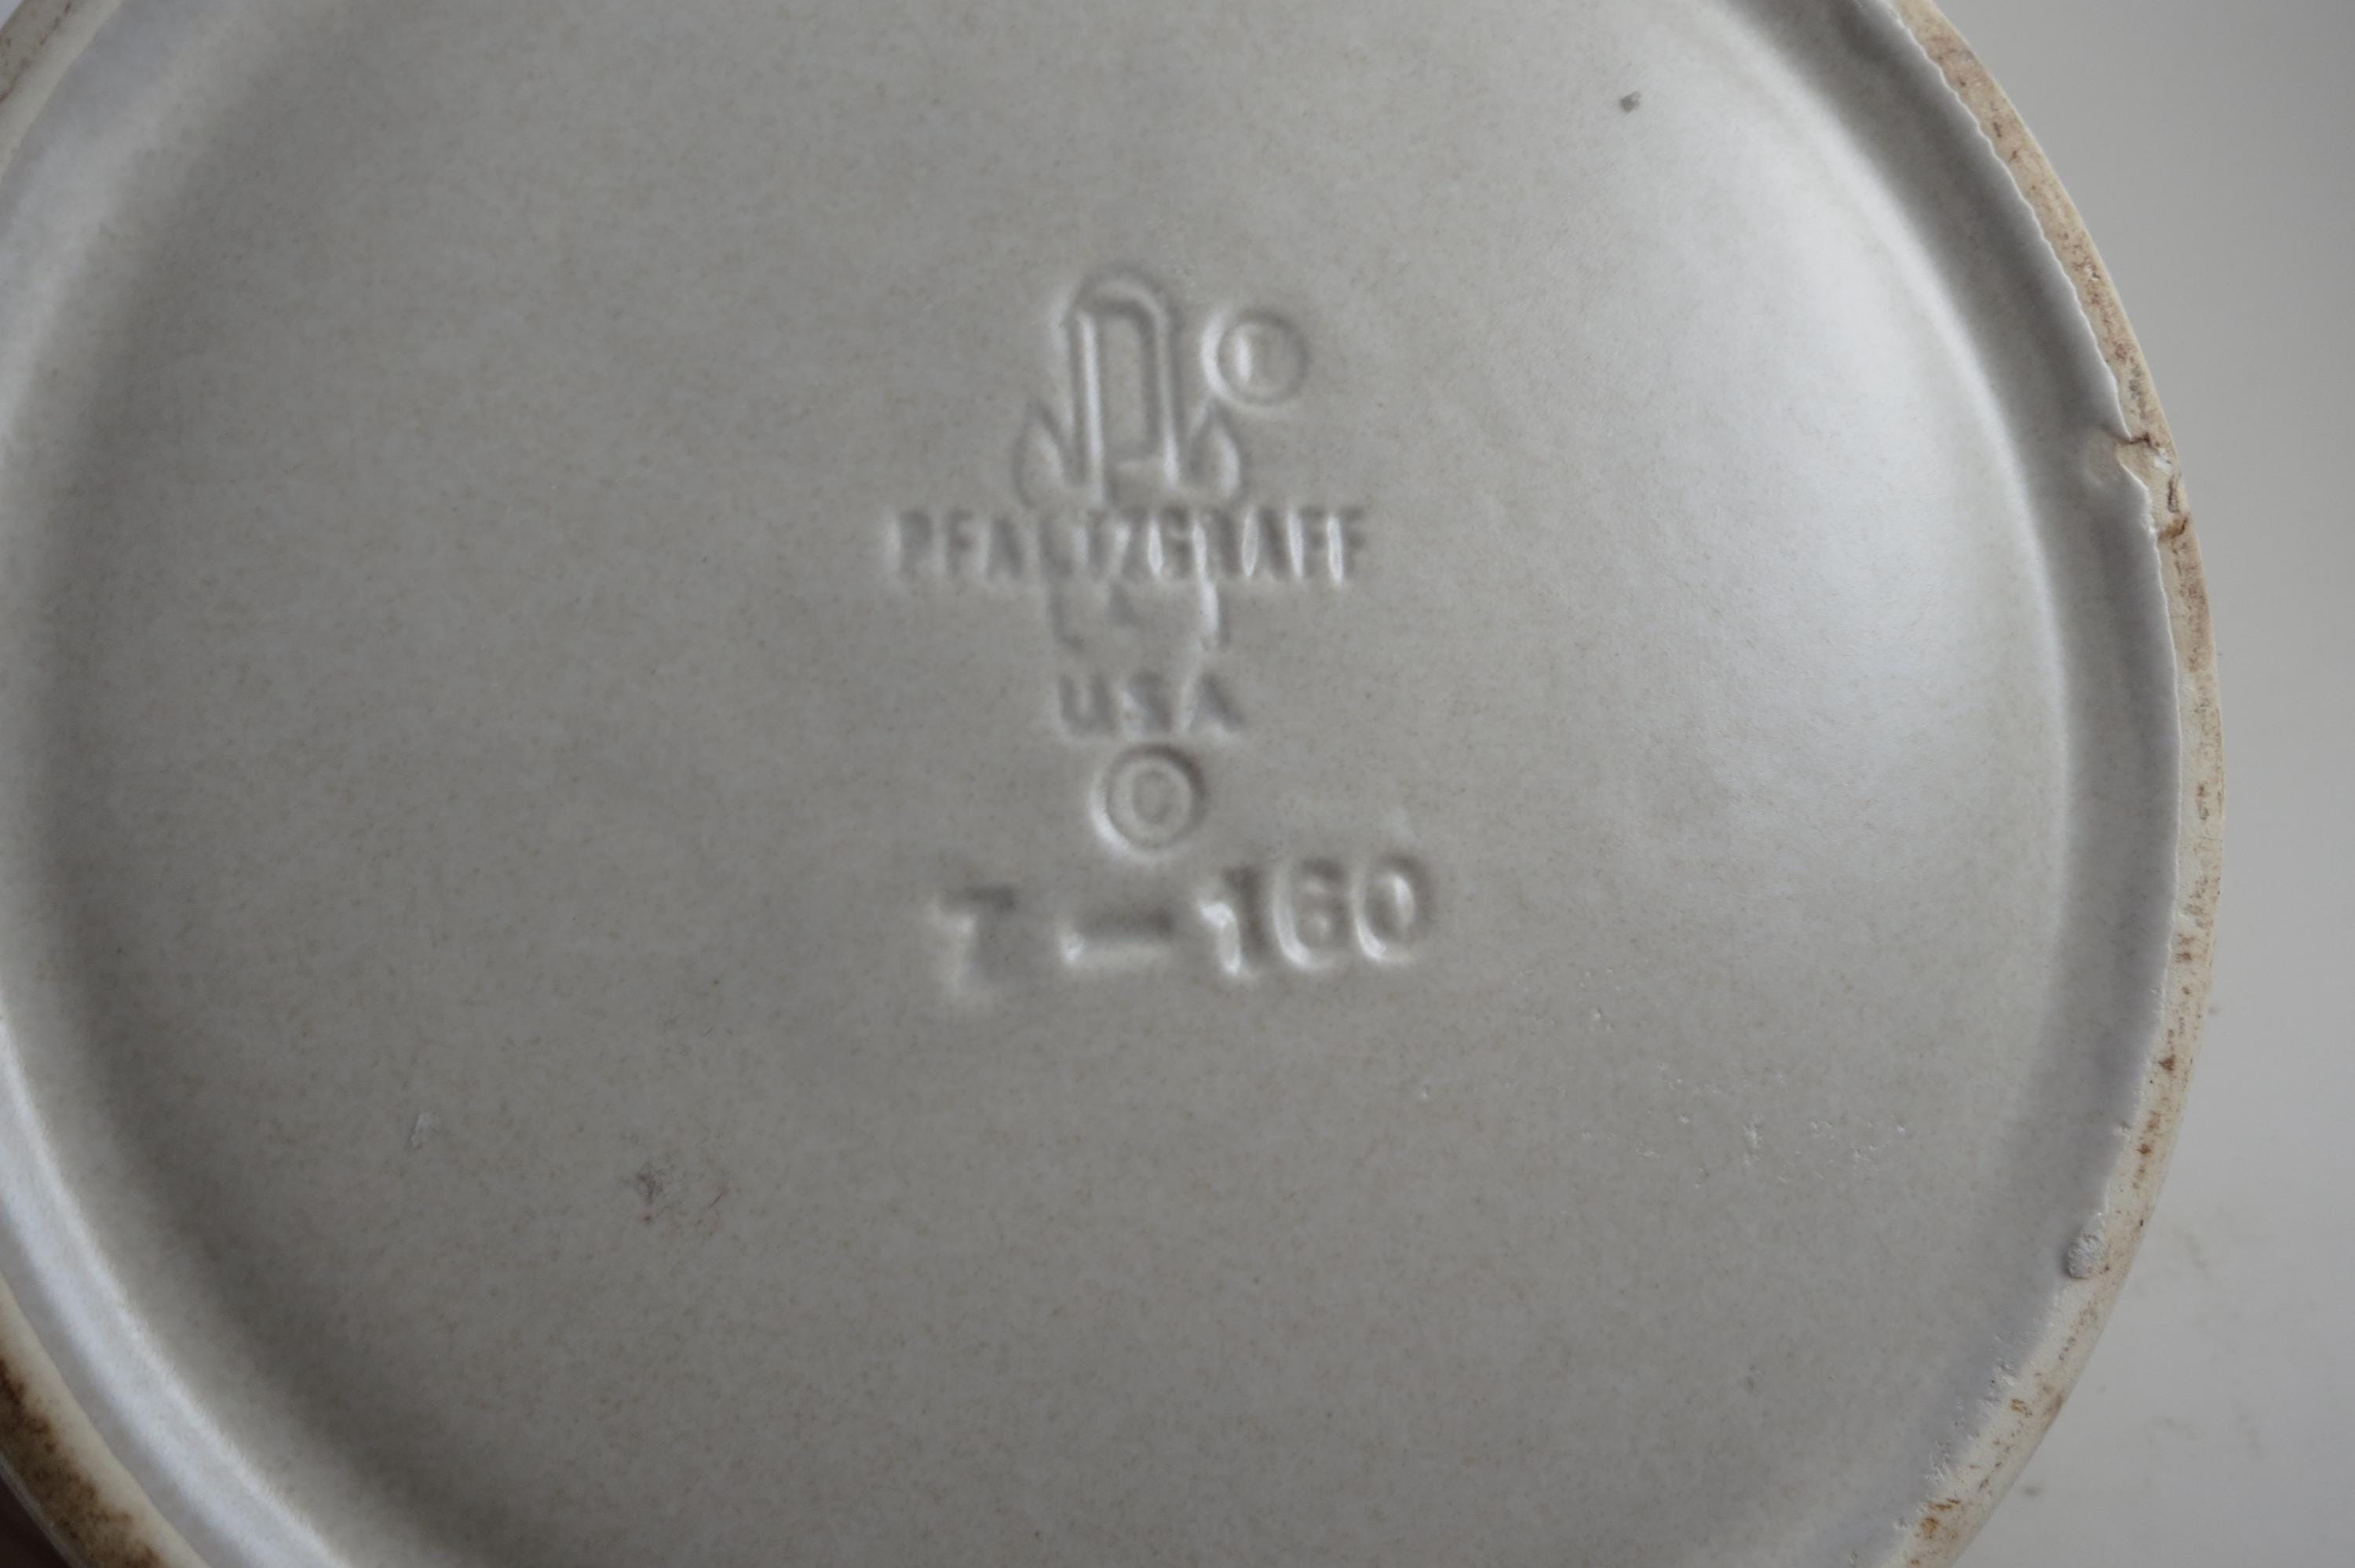 P ®
PFALTZGRAFF
USA
©
T-160